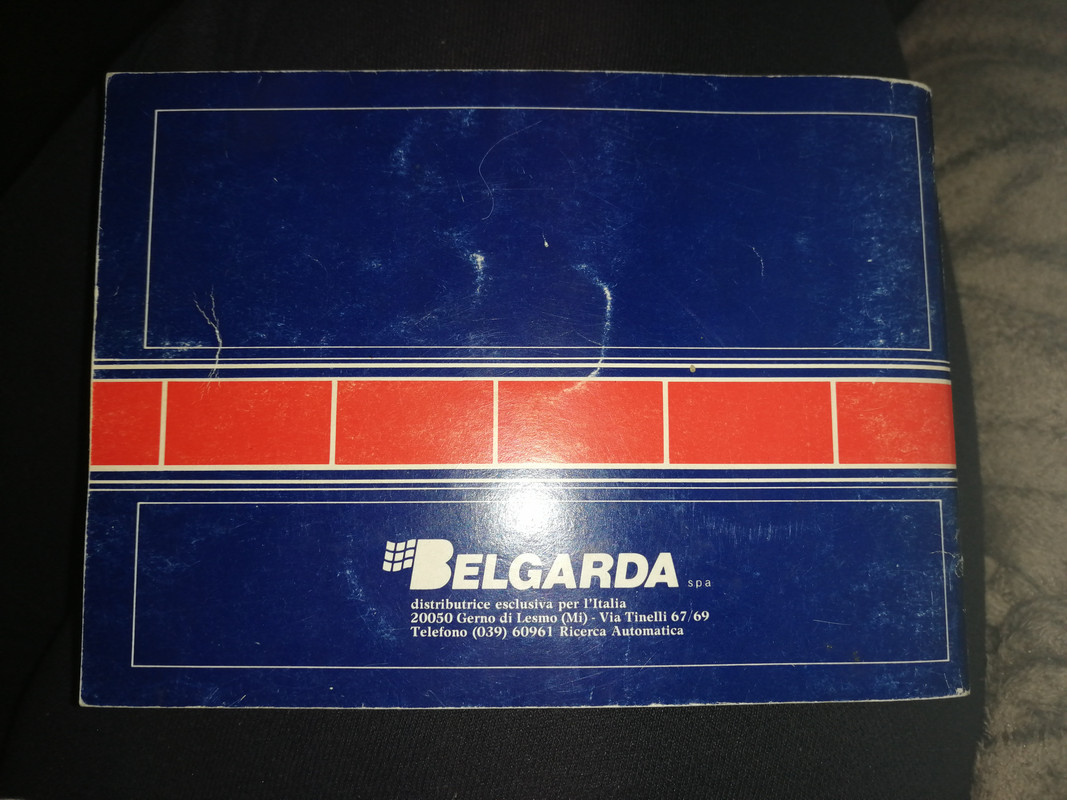 BELGARDA spa
distributrice esclusiva per l'Italia
20050 Gerno di Lesmo (Mi) - Via Tinelli 67/69
Telefono (039) 60961 Ricerca Automatica